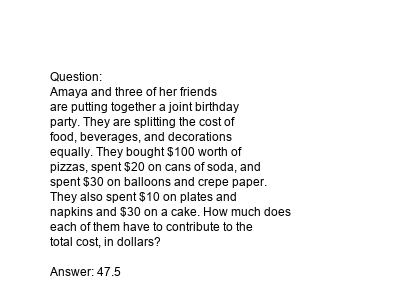 Question:
Amaya and three of her friends
are putting together a joint birthday
party. They are splitting the cost of
food, beverages, and decorations
equally. They bought $100 worth of
pizzas, spent $20 on cans of soda, and
spent $30 on balloons and crepe paper.
They also spent $10 on plates and
napkins and $30 on a cake. How much does
each of them have to contribute to the
total cost, in dollars?
Answer: 47.5